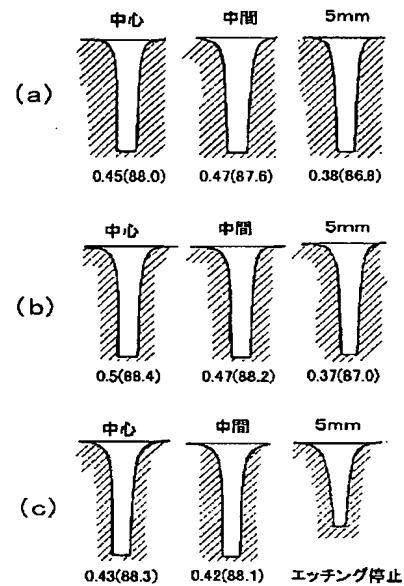 中心 中間 5mm
(a)
0.45(88.0) 0.47(87.6) 0.38(86.8)
中心 中間 5mm
(b)
0.5(88.4) 0.47(88.2) 0.37(87.0)
中心 中間 5mm
(c)
0.43(88.3) 0.42(88.1) エッチング停止